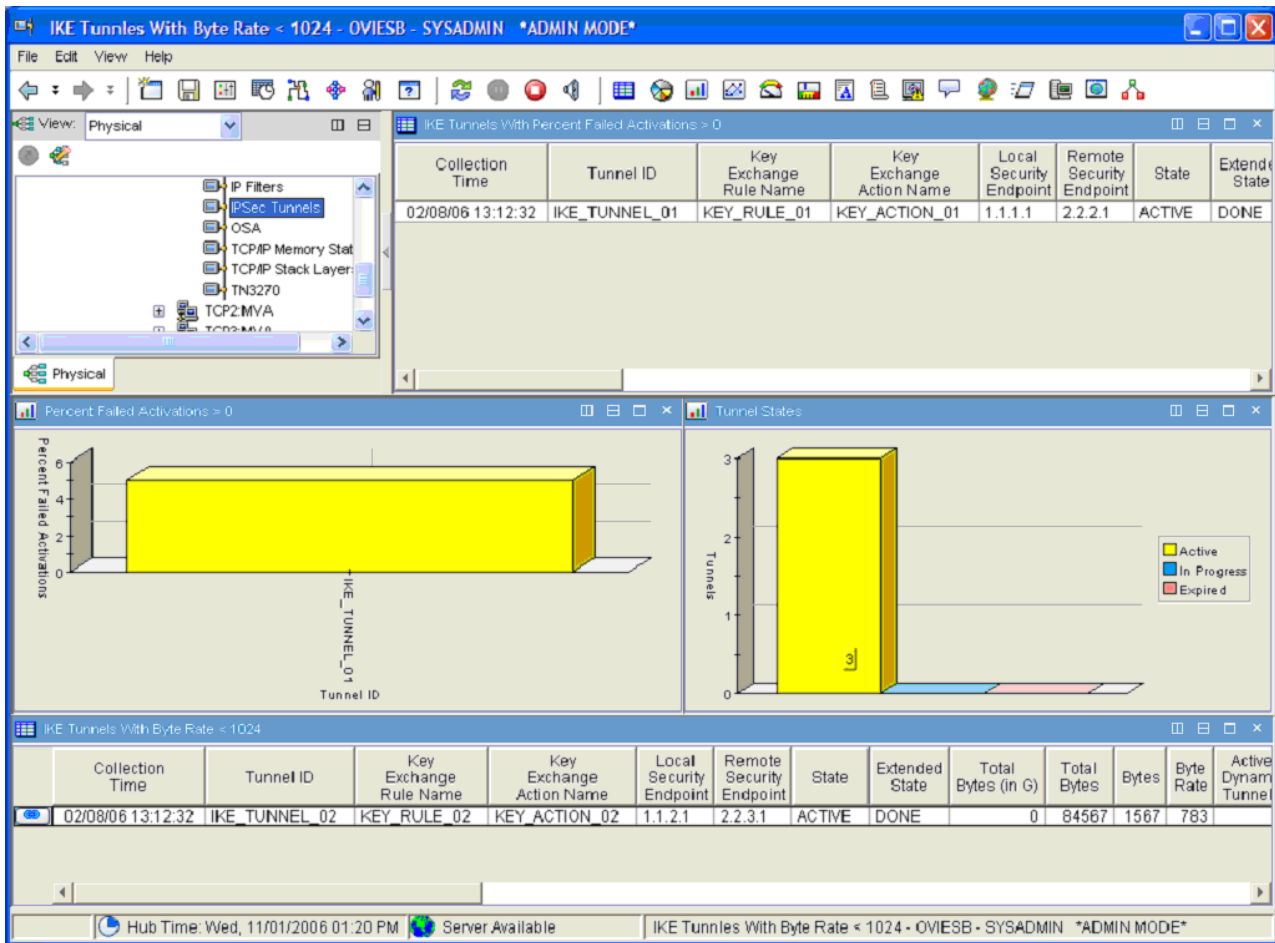 IKE Tunnles With Byte Rate < 1024 - OVIESB - SYSADMIN *ADMIN MODE*
File Edit View Help
View: Physical
IP Filters
IPSec Tunnels
OSA
TCP/IP Memory Stat
TCP/IP Stack Layer
TN3270
TCP2:MVA
TCP3:MVA
Physical
IKE Tunnels With Percent Failed Activations > 0
Collection Time Tunnel ID Key Exchange Rule Name Key Exchange Action Name Local Security Endpoint Remote Security Endpoint State Extende State
02/08/06 13:12:32 IKE_TUNNEL_01 KEY_RULE_01 KEY_ACTION_01 1.1.1.1 2.2.2.1 ACTIVE DONE
Percent Failed Activations > 0
Percent Failed Activations
6
4
2
0
IKE_TUNNEL_01
Tunnel ID
Tunnel States
Tunnels
3
2
1
0
3
Active
In Progress
Expired
IKE Tunnels With Byte Rate < 1024
Collection Time Tunnel ID Key Exchange Rule Name Key Exchange Action Name Local Security Endpoint Remote Security Endpoint State Extended State Total Bytes (in G) Total Bytes Bytes Byte Rate Active Dynam Tunnel
02/08/06 13:12:32 IKE_TUNNEL_02 KEY_RULE_02 KEY_ACTION_02 1.1.2.1 2.2.3.1 ACTIVE DONE 0 84567 1567 783
Hub Time: Wed, 11/01/2006 01:20 PM Server Available IKE Tunnles With Byte Rate < 1024 - OVIESB - SYSADMIN *ADMIN MODE*